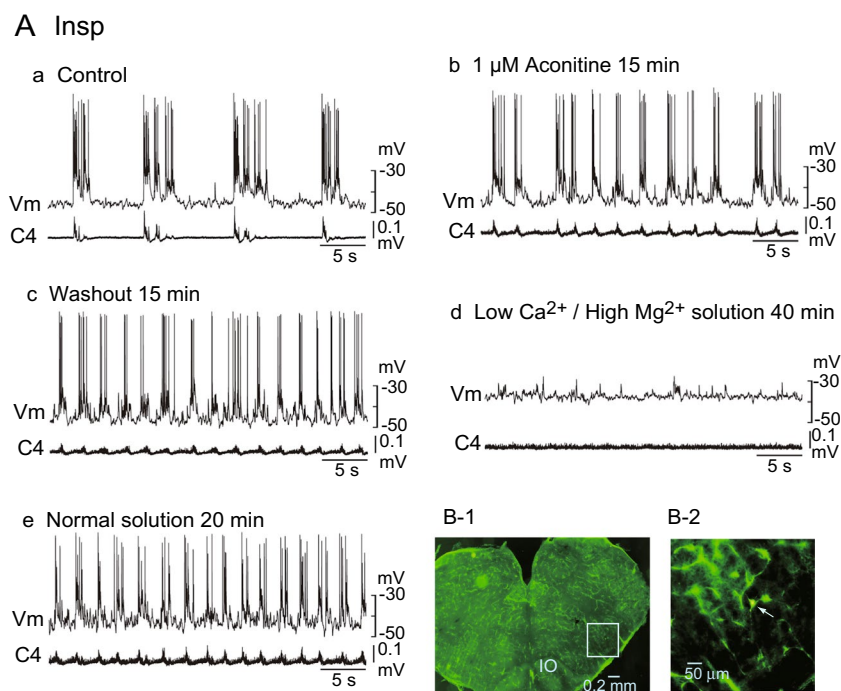 A Insp
a Control
mV
-30
Vm
-50
C4
0.1
mV
5 s
b 1 µM Aconitine 15 min
mV
-30
Vm
-50
C4
0.1
mV
5 s
c Washout 15 min
mV
-30
Vm
-50
C4
0.1
mV
5 s
d Low Ca2+ / High Mg2+ solution 40 min
mV
-30
Vm
-50
C4
0.1
mV
5 s
e Normal solution 20 min
mV
-30
Vm
-50
C4
0.1
mV
5 s
B-1
IO
0.2 mm
B-2
50 µm